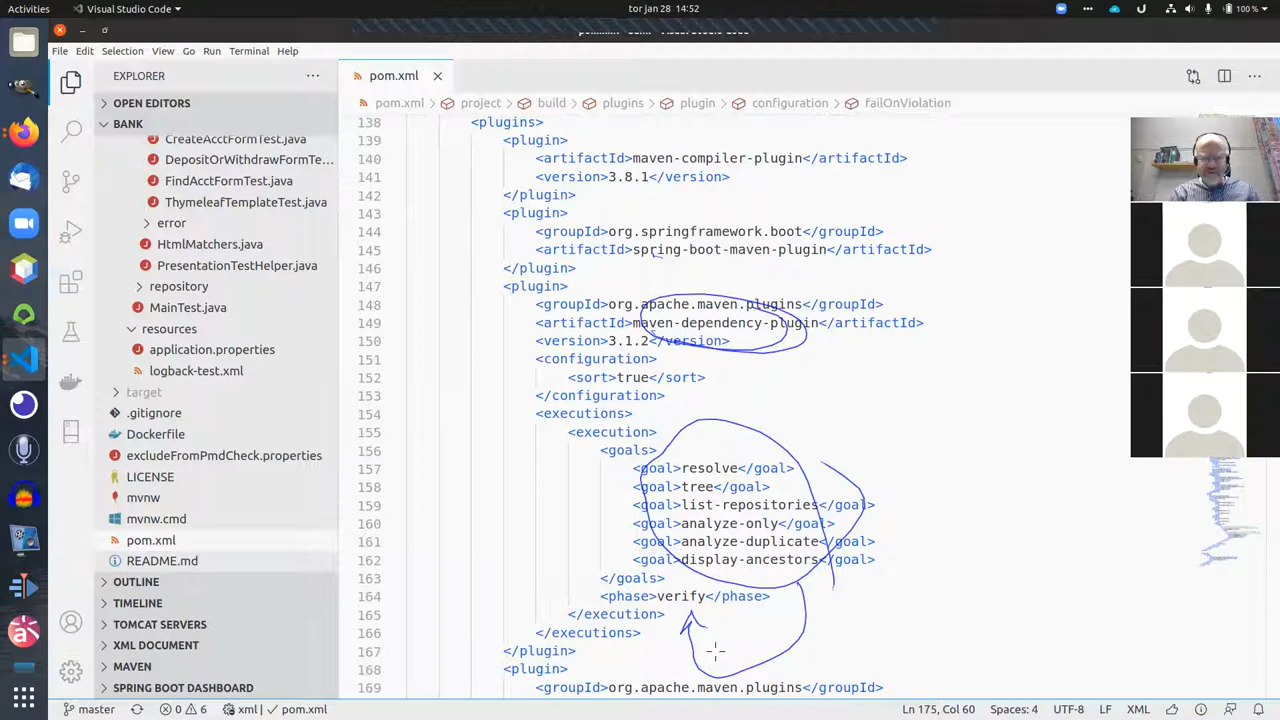 Activities
Visual Studio Code
tor jan 28 14:52
100 %
File Edit Selection View Go Run Terminal Help
EXPLORER
pom.xml
OPEN EDITORS
BANK
CreateAcctFormTest.java
DepositOrWithdrawFormTe...
FindAcctFormTest.java
ThymeleafTemplateTest.java
error
HtmlMatchers.java
PresentationTestHelper.java
repository
MainTest.java
resources
application.properties
logback-test.xml
target
.gitignore
Dockerfile
excludeFromPmdCheck.properties
LICENSE
mvnw
mvnw.cmd
pom.xml
README.md
OUTLINE
TIMELINE
TOMCAT SERVERS
XML DOCUMENT
MAVEN
SPRING BOOT DASHBOARD
pom.xml > project > build > plugins > plugin > configuration > failOnViolation
138 <plugins>
139 <plugin>
140 <artifactId>maven-compiler-plugin</artifactId>
141 <version>3.8.1</version>
142 </plugin>
143 <plugin>
144 <groupId>org.springframework.boot</groupId>
145 <artifactId>spring-boot-maven-plugin</artifactId>
146 </plugin>
147 <plugin>
148 <groupId>org.apache.maven.plugins</groupId>
149 <artifactId>maven-dependency-plugin</artifactId>
150 <version>3.1.2</version>
151 <configuration>
152 <sort>true</sort>
153 </configuration>
154 <executions>
155 <execution>
156 <goals>
157 <goal>resolve</goal>
158 <goal>tree</goal>
159 <goal>list-repositories</goal>
160 <goal>analyze-only</goal>
161 <goal>analyze-duplicate</goal>
162 <goal>display-ancestors</goal>
163 </goals>
164 <phase>verify</phase>
165 </execution>
166 </executions>
167 </plugin>
168 <plugin>
169 <groupId>org.apache.maven.plugins</groupId>
master 0 6 xml pom.xml Ln 175, Col 60 Spaces: 4 UTF-8 LF XML